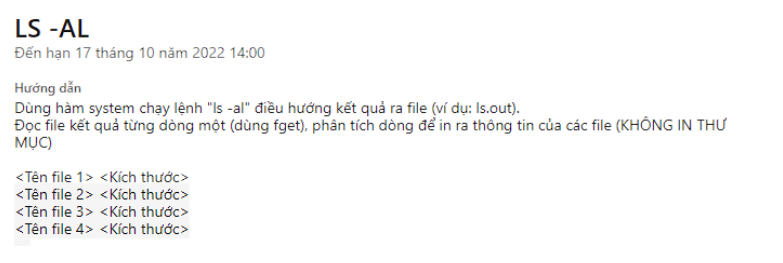 LS -AL
Đến hạn 17 tháng 10 năm 2022 14:00
Hướng dẫn
Dùng hàm system chạy lệnh "ls -al" điều hướng kết quả ra file (ví dụ: ls.out).
Đọc file kết quả từng dòng một (dùng fget), phân tích dòng để in ra thông tin của các file (KHÔNG IN THƯ
MỤC)
<Tên file 1> <Kích thước>
<Tên file 2> <Kích thước>
<Tên file 3> <Kích thước>
<Tên file 4> <Kích thước>